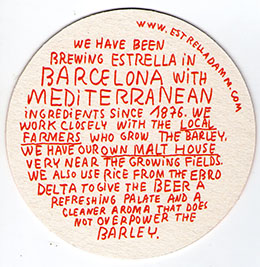 www.estrelladamm.com
WE HAVE BEEN
BREWING ESTRELLA IN
BARCELONA WITH
MEDITERRANEAN
INGREDIENTS SINCE 1876. WE
WORK CLOSELY WITH THE LOCAL
FARMERS WHO GROW THE BARLEY.
WE HAVE OUR OWN MALT HOUSE
VERY NEAR THE GROWING FIELDS.
WE ALSO USE RICE FROM THE EBRO
DELTA TO GIVE THE BEER A
REFRESHING PALATE AND A
CLEANER AROMA THAT DOES
NOT OVERPOWER THE
BARLEY.